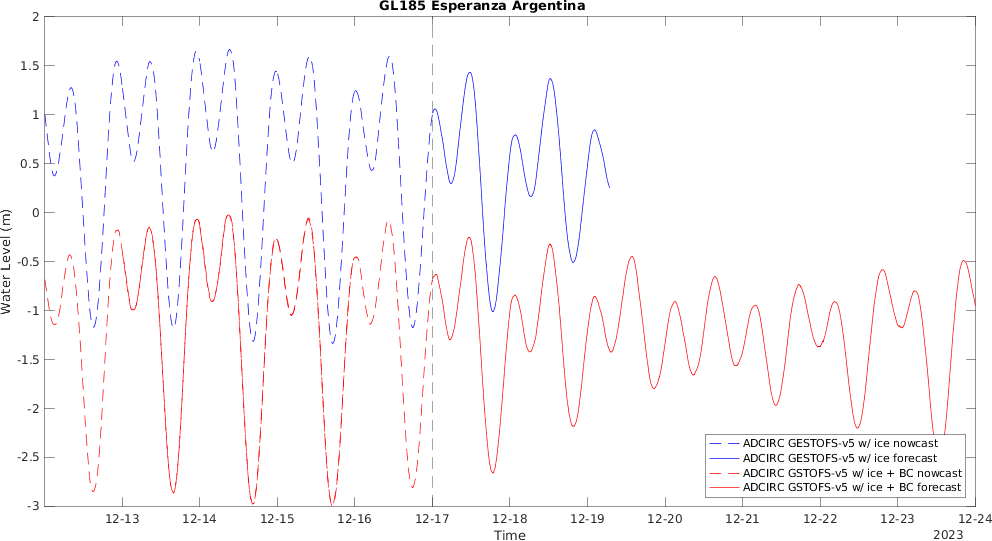 GL185 Esperanza Argentina
2
1.5
1
0.5
0
-0.5
-1
-1.5
-2
-2.5
-3
Water Level (m)
ADCIRC GESTOFS-v5 w/ ice nowcast
ADCIRC GESTOFS-v5 w/ ice forecast
ADCIRC GSTOFS-v5 w/ ice + BC nowcast
ADCIRC GSTOFS-v5 w/ ice + BC forecast
12-13 12-14 12-15 12-16 12-17 12-18 12-19 12-20 12-21 12-22 12-23 12-24
Time
2023